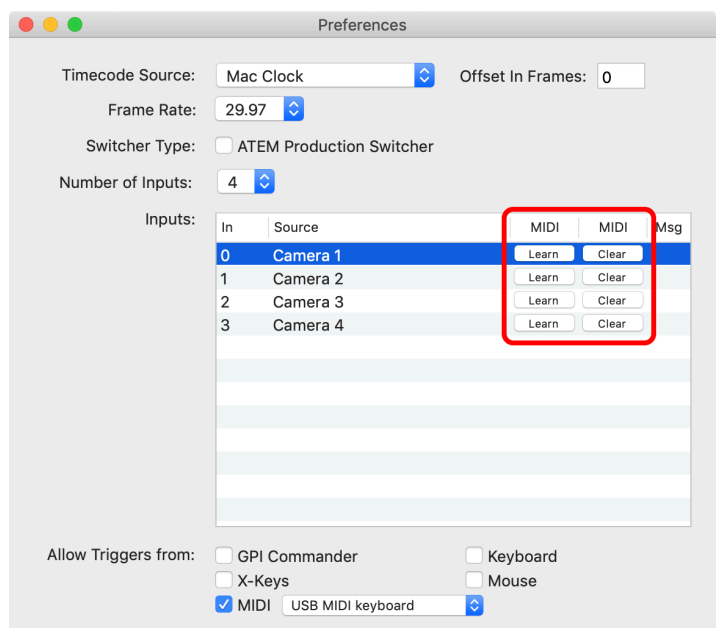 Preferences
Timecode Source: Mac Clock Offset In Frames: 0
Frame Rate: 29.97
Switcher Type: ATEM Production Switcher
Number of Inputs: 4
Inputs:
In Source MIDI MIDI Msg
0 Camera 1 Learn Clear
1 Camera 2 Learn Clear
2 Camera 3 Learn Clear
3 Camera 4 Learn Clear
Allow Triggers from: GPI Commander Keyboard
X-Keys Mouse
MIDI USB MIDI keyboard